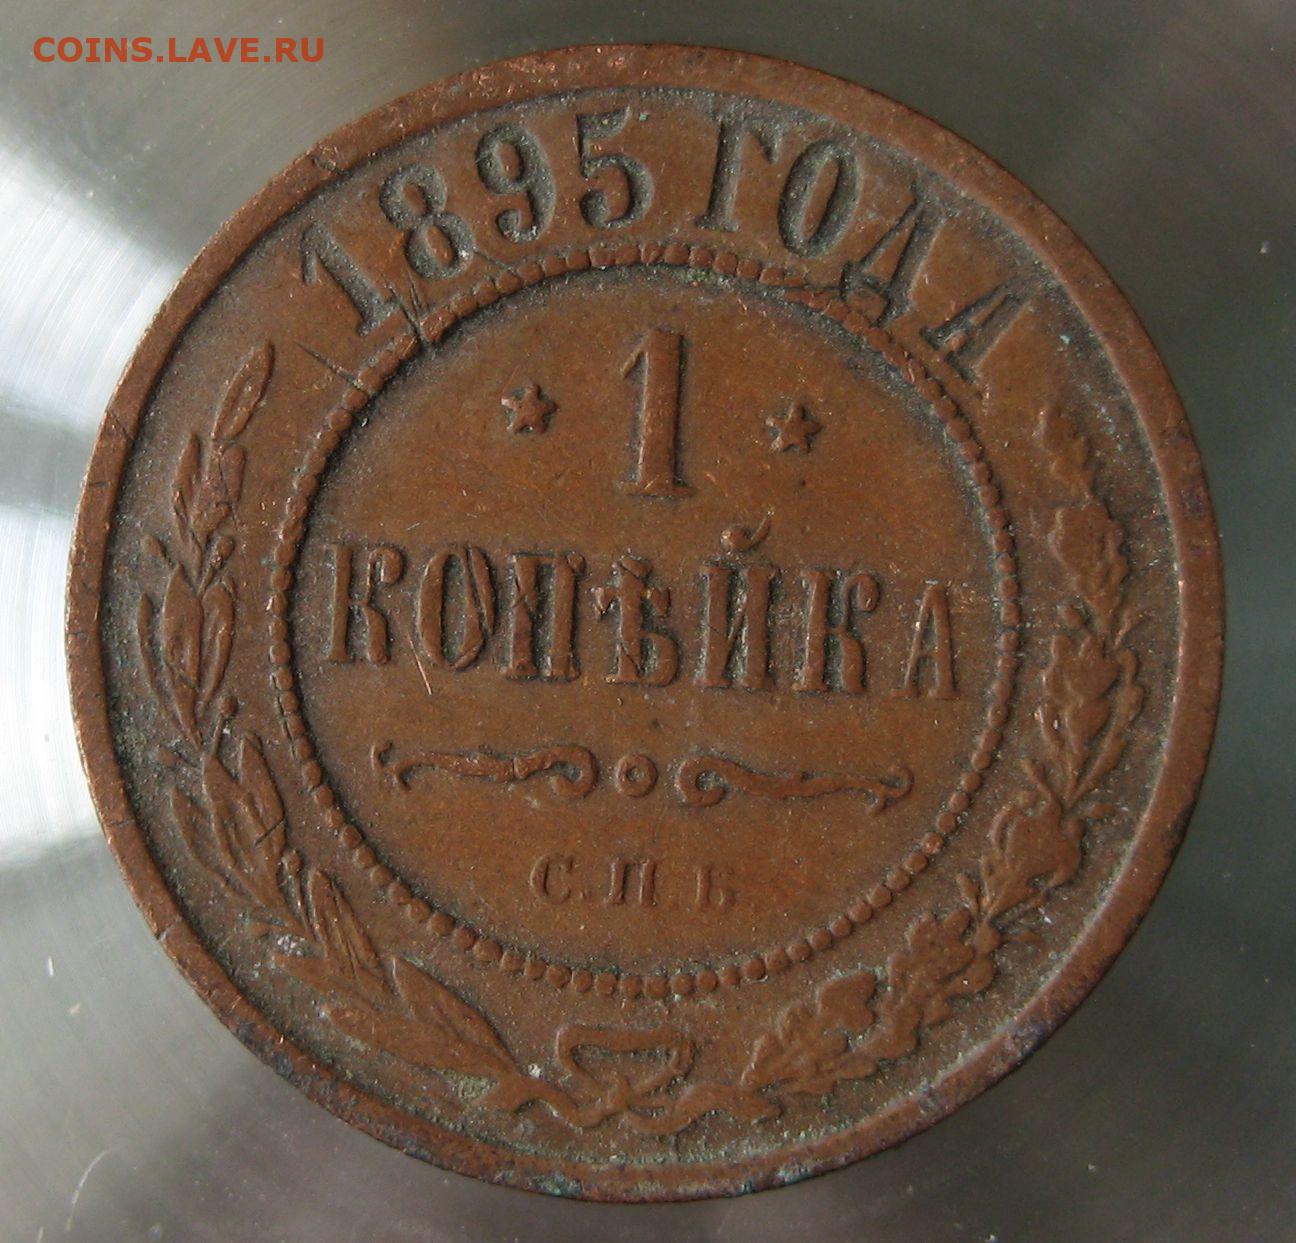 COINS.LAVE.RU
1895 ГОДА
* 1 *
КОПѢЙКА
С.П.Б.